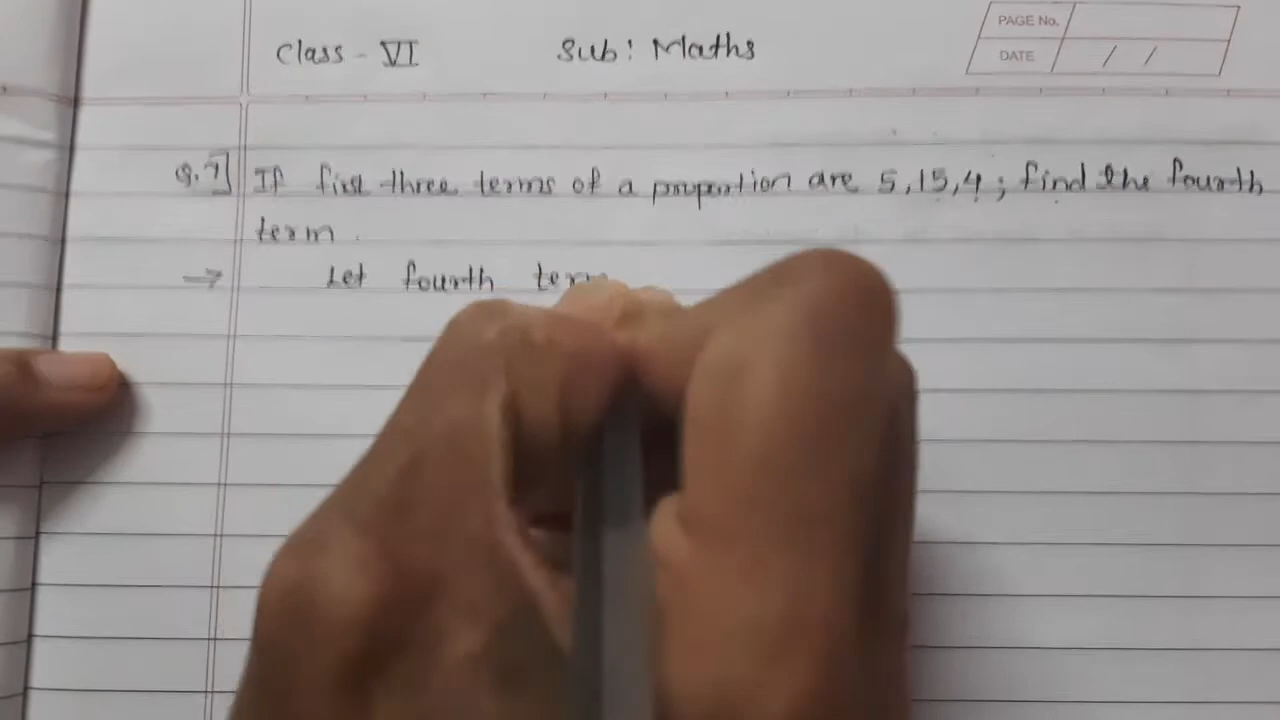 Class - VI Sub: Maths
PAGE No.
DATE / /
Q.7] If first three terms of a proportion are 5,15,4; find the fourth
term.
→ Let fourth term